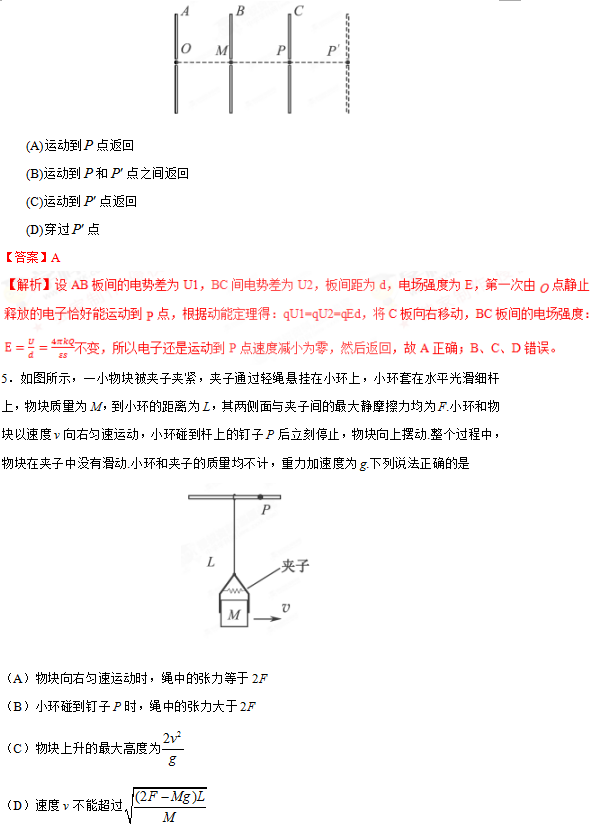 A B C
O M P P′
(A)运动到 P 点返回
(B)运动到 P 和 P′ 点之间返回
(C)运动到 P′ 点返回
(D)穿过 P′ 点
【答案】A
【解析】设 AB 板间的电势差为 U1，BC 间电势差为 U2，板间距为 d，电场强度为 E，第一次由 O 点静止
释放的电子恰好能运动到 p 点，根据动能定理得：qU1=qU2=qEd，将 C 板向右移动，BC 板间的电场强度：
E = U/d = 4πkQ/εs 不变，所以电子还是运动到 P 点速度减小为零，然后返回，故 A 正确；B、C、D 错误。
5．如图所示，一小物块被夹子夹紧，夹子通过轻绳悬挂在小环上，小环套在水平光滑细杆
上，物块质量为 M，到小环的距离为 L，其两侧面与夹子间的最大静摩擦力均为 F.小环和物
块以速度 v 向右匀速运动，小环碰到杆上的钉子 P 后立刻停止，物块向上摆动.整个过程中，
物块在夹子中没有滑动.小环和夹子的质量均不计，重力加速度为 g.下列说法正确的是
P
L
夹子
M v
（A）物块向右匀速运动时，绳中的张力等于 2F
（B）小环碰到钉子 P 时，绳中的张力大于 2F
（C）物块上升的最大高度为 2v²/g
（D）速度 v 不能超过 √((2F－Mg)L/M)